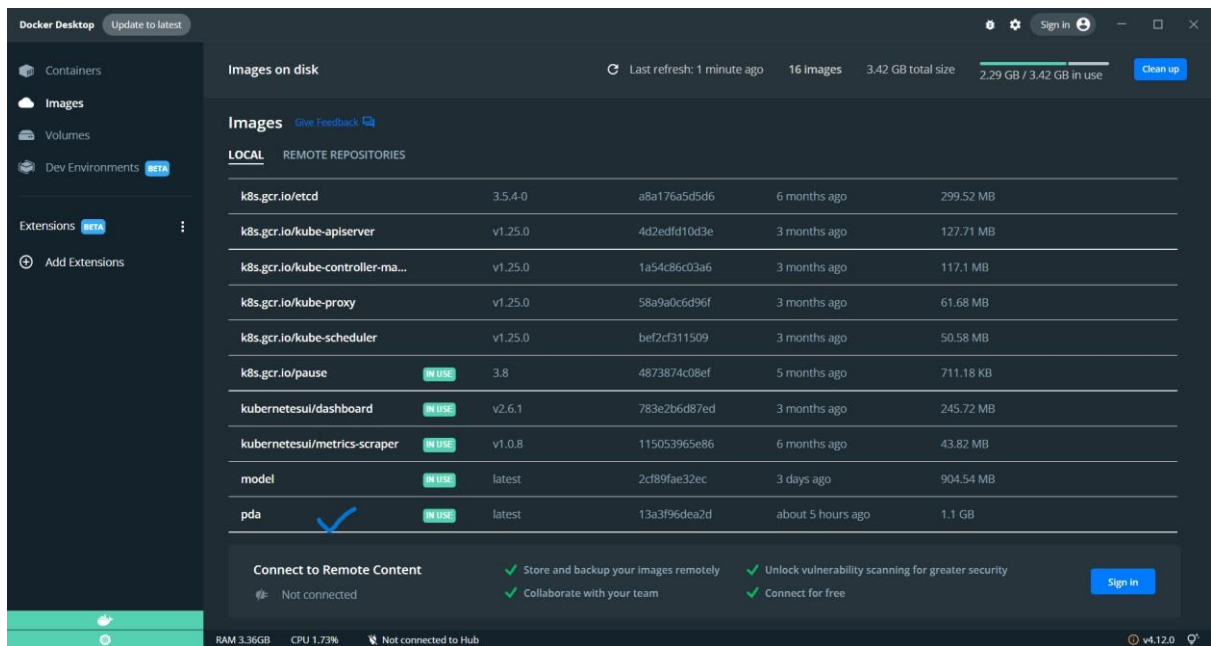 Docker Desktop Update to latest Sign in
Containers
Images
Volumes
Dev Environments BETA
Extensions BETA
Add Extensions
Images on disk Last refresh: 1 minute ago 16 images 3.42 GB total size 2.29 GB / 3.42 GB in use Clean up
Images Give Feedback
LOCAL REMOTE REPOSITORIES
k8s.gcr.io/etcd 3.5.4-0 a8a176a5d5d6 6 months ago 299.52 MB
k8s.gcr.io/kube-apiserver v1.25.0 4d2edfd10d3e 3 months ago 127.71 MB
k8s.gcr.io/kube-controller-ma... v1.25.0 1a54c86c03a6 3 months ago 117.1 MB
k8s.gcr.io/kube-proxy v1.25.0 58a9a0c6d96f 3 months ago 61.68 MB
k8s.gcr.io/kube-scheduler v1.25.0 bef2cf311509 3 months ago 50.58 MB
k8s.gcr.io/pause IN USE 3.8 4873874c08ef 5 months ago 711.18 KB
kubernetesui/dashboard IN USE v2.6.1 783e2b6d87ed 3 months ago 245.72 MB
kubernetesui/metrics-scraper IN USE v1.0.8 115053965e86 6 months ago 43.82 MB
model IN USE latest 2cf89fae32ec 3 days ago 904.54 MB
pda IN USE latest 13a3f96dea2d about 5 hours ago 1.1 GB
Connect to Remote Content
Not connected
Store and backup your images remotely
Collaborate with your team
Unlock vulnerability scanning for greater security
Connect for free
Sign in
RAM 3.36GB CPU 1.73% Not connected to Hub v4.12.0